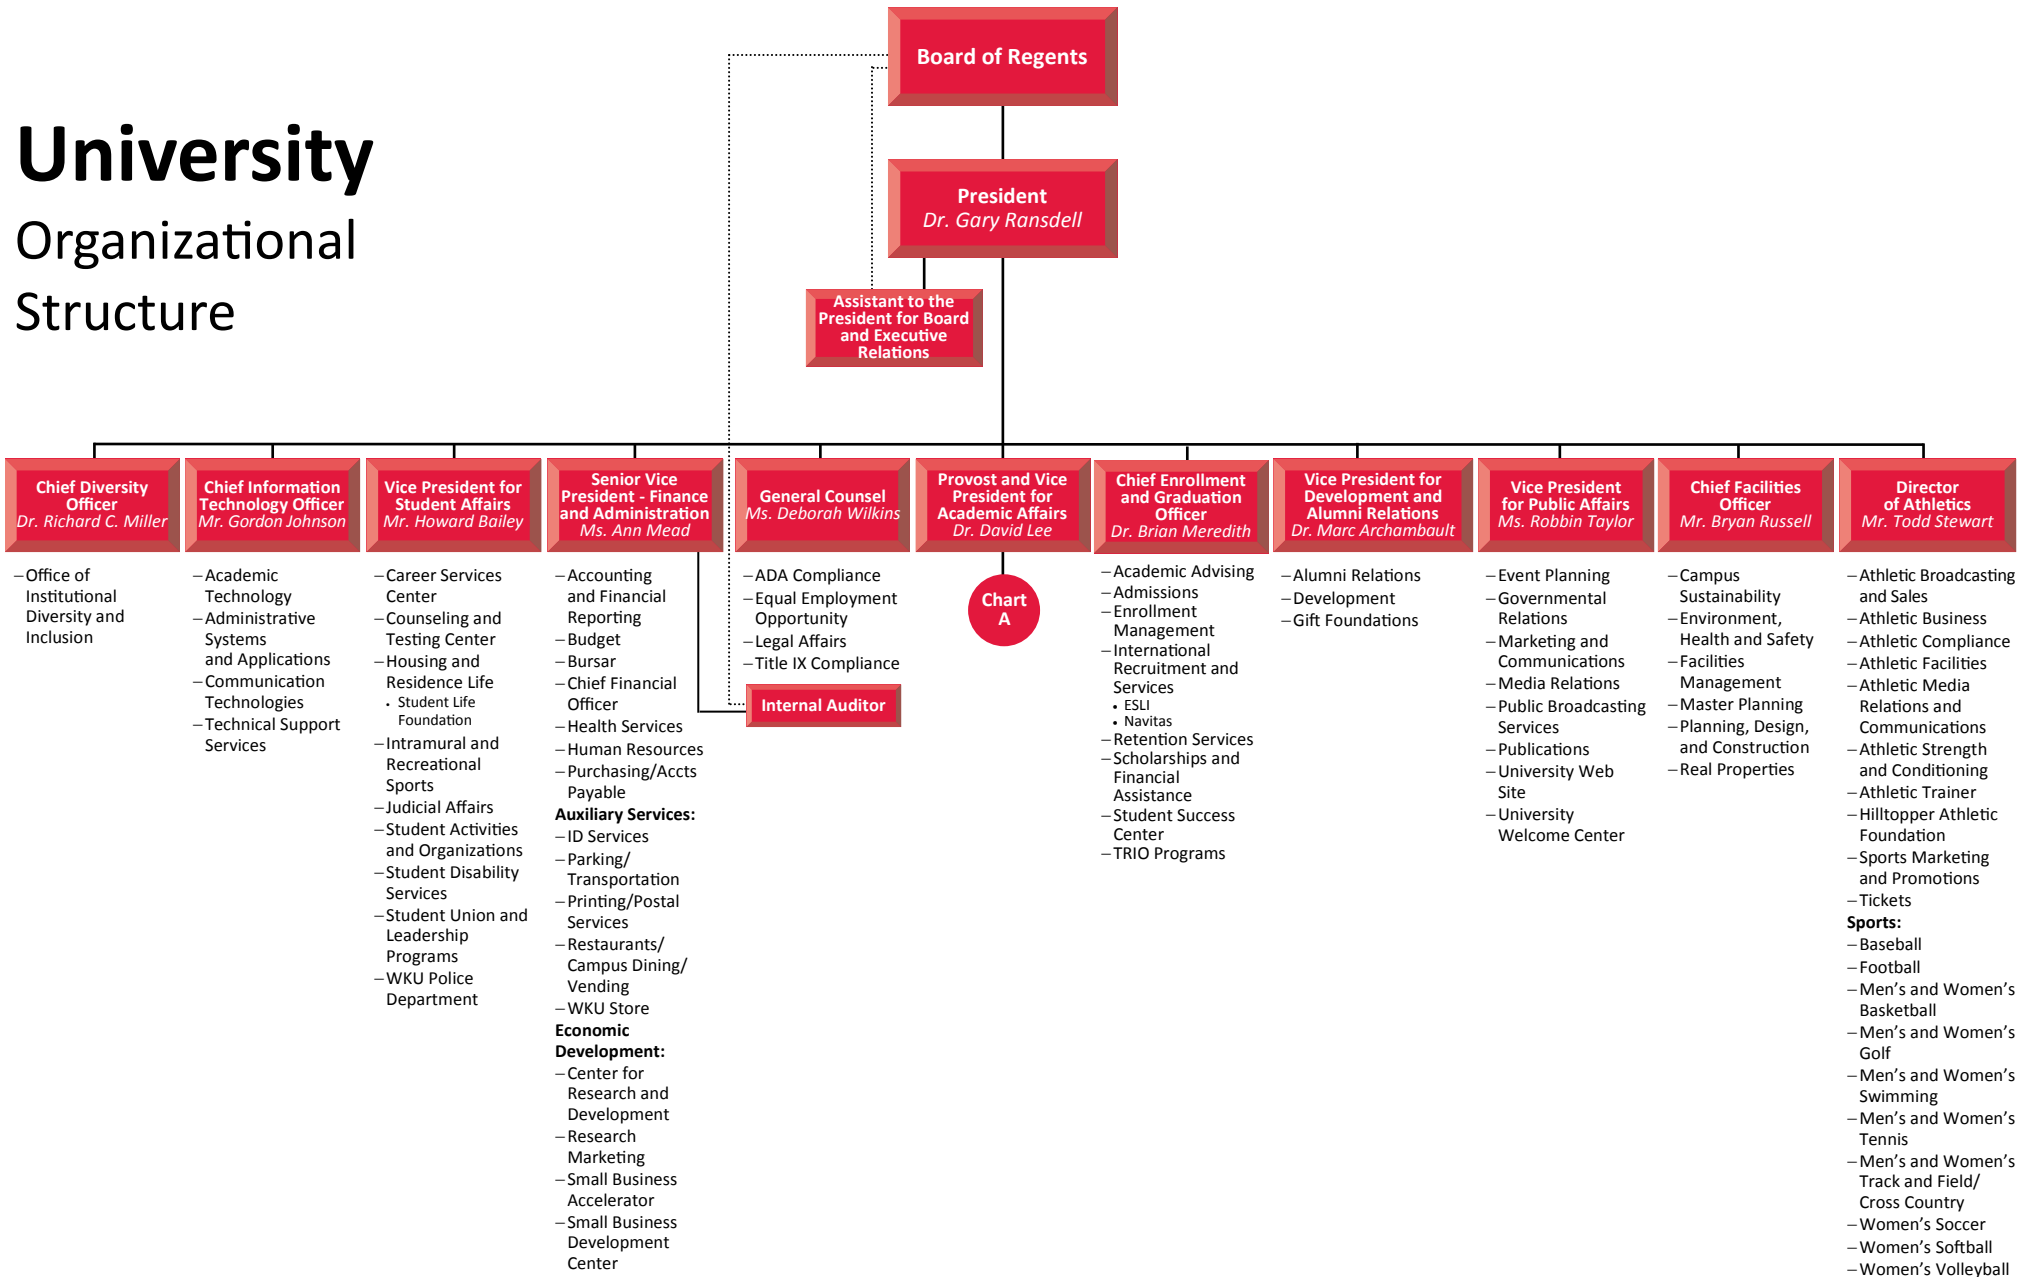 University
Organizational
Structure
Board of Regents
President
Dr. Gary Ransdell
Assistant to the
President for Board
and Executive
Relations
Chief Diversity
Officer
Dr. Richard C. Miller
–Office of
Institutional
Diversity and
Inclusion
Chief Information
Technology Officer
Mr. Gordon Johnson
–Academic
Technology
–Administrative
Systems
and Applications
–Communication
Technologies
–Technical Support
Services
Vice President for
Student Affairs
Mr. Howard Bailey
–Career Services
Center
–Counseling and
Testing Center
–Housing and
Residence Life
• Student Life
Foundation
–Intramural and
Recreational
Sports
–Judicial Affairs
–Student Activities
and Organizations
–Student Disability
Services
–Student Union and
Leadership
Programs
–WKU Police
Department
Senior Vice
President - Finance
and Administration
Ms. Ann Mead
–Accounting
and Financial
Reporting
–Budget
–Bursar
–Chief Financial
Officer
–Health Services
–Human Resources
–Purchasing/Accts
Payable
Auxiliary Services:
–ID Services
–Parking/
Transportation
–Printing/Postal
Services
–Restaurants/
Campus Dining/
Vending
–WKU Store
Economic
Development:
–Center for
Research and
Development
–Research
Marketing
–Small Business
Accelerator
–Small Business
Development
Center
General Counsel
Ms. Deborah Wilkins
–ADA Compliance
–Equal Employment
Opportunity
–Legal Affairs
–Title IX Compliance
Internal Auditor
Provost and Vice
President for
Academic Affairs
Dr. David Lee
Chart
A
Chief Enrollment
and Graduation
Officer
Dr. Brian Meredith
–Academic Advising
–Admissions
–Enrollment
Management
–International
Recruitment and
Services
• ESLI
• Navitas
–Retention Services
–Scholarships and
Financial
Assistance
–Student Success
Center
–TRIO Programs
Vice President for
Development and
Alumni Relations
Dr. Marc Archambault
–Alumni Relations
–Development
–Gift Foundations
Vice President
for Public Affairs
Ms. Robbin Taylor
–Event Planning
–Governmental
Relations
–Marketing and
Communications
–Media Relations
–Public Broadcasting
Services
–Publications
–University Web
Site
–University
Welcome Center
Chief Facilities
Officer
Mr. Bryan Russell
–Campus
Sustainability
–Environment,
Health and Safety
–Facilities
Management
–Master Planning
–Planning, Design,
and Construction
–Real Properties
Director
of Athletics
Mr. Todd Stewart
–Athletic Broadcasting
and Sales
–Athletic Business
–Athletic Compliance
–Athletic Facilities
–Athletic Media
Relations and
Communications
–Athletic Strength
and Conditioning
–Athletic Trainer
–Hilltopper Athletic
Foundation
–Sports Marketing
and Promotions
–Tickets
Sports:
–Baseball
–Football
–Men’s and Women’s
Basketball
–Men’s and Women’s
Golf
–Men’s and Women’s
Swimming
–Men’s and Women’s
Tennis
–Men’s and Women’s
Track and Field/
Cross Country
–Women’s Soccer
–Women’s Softball
–Women’s Volleyball